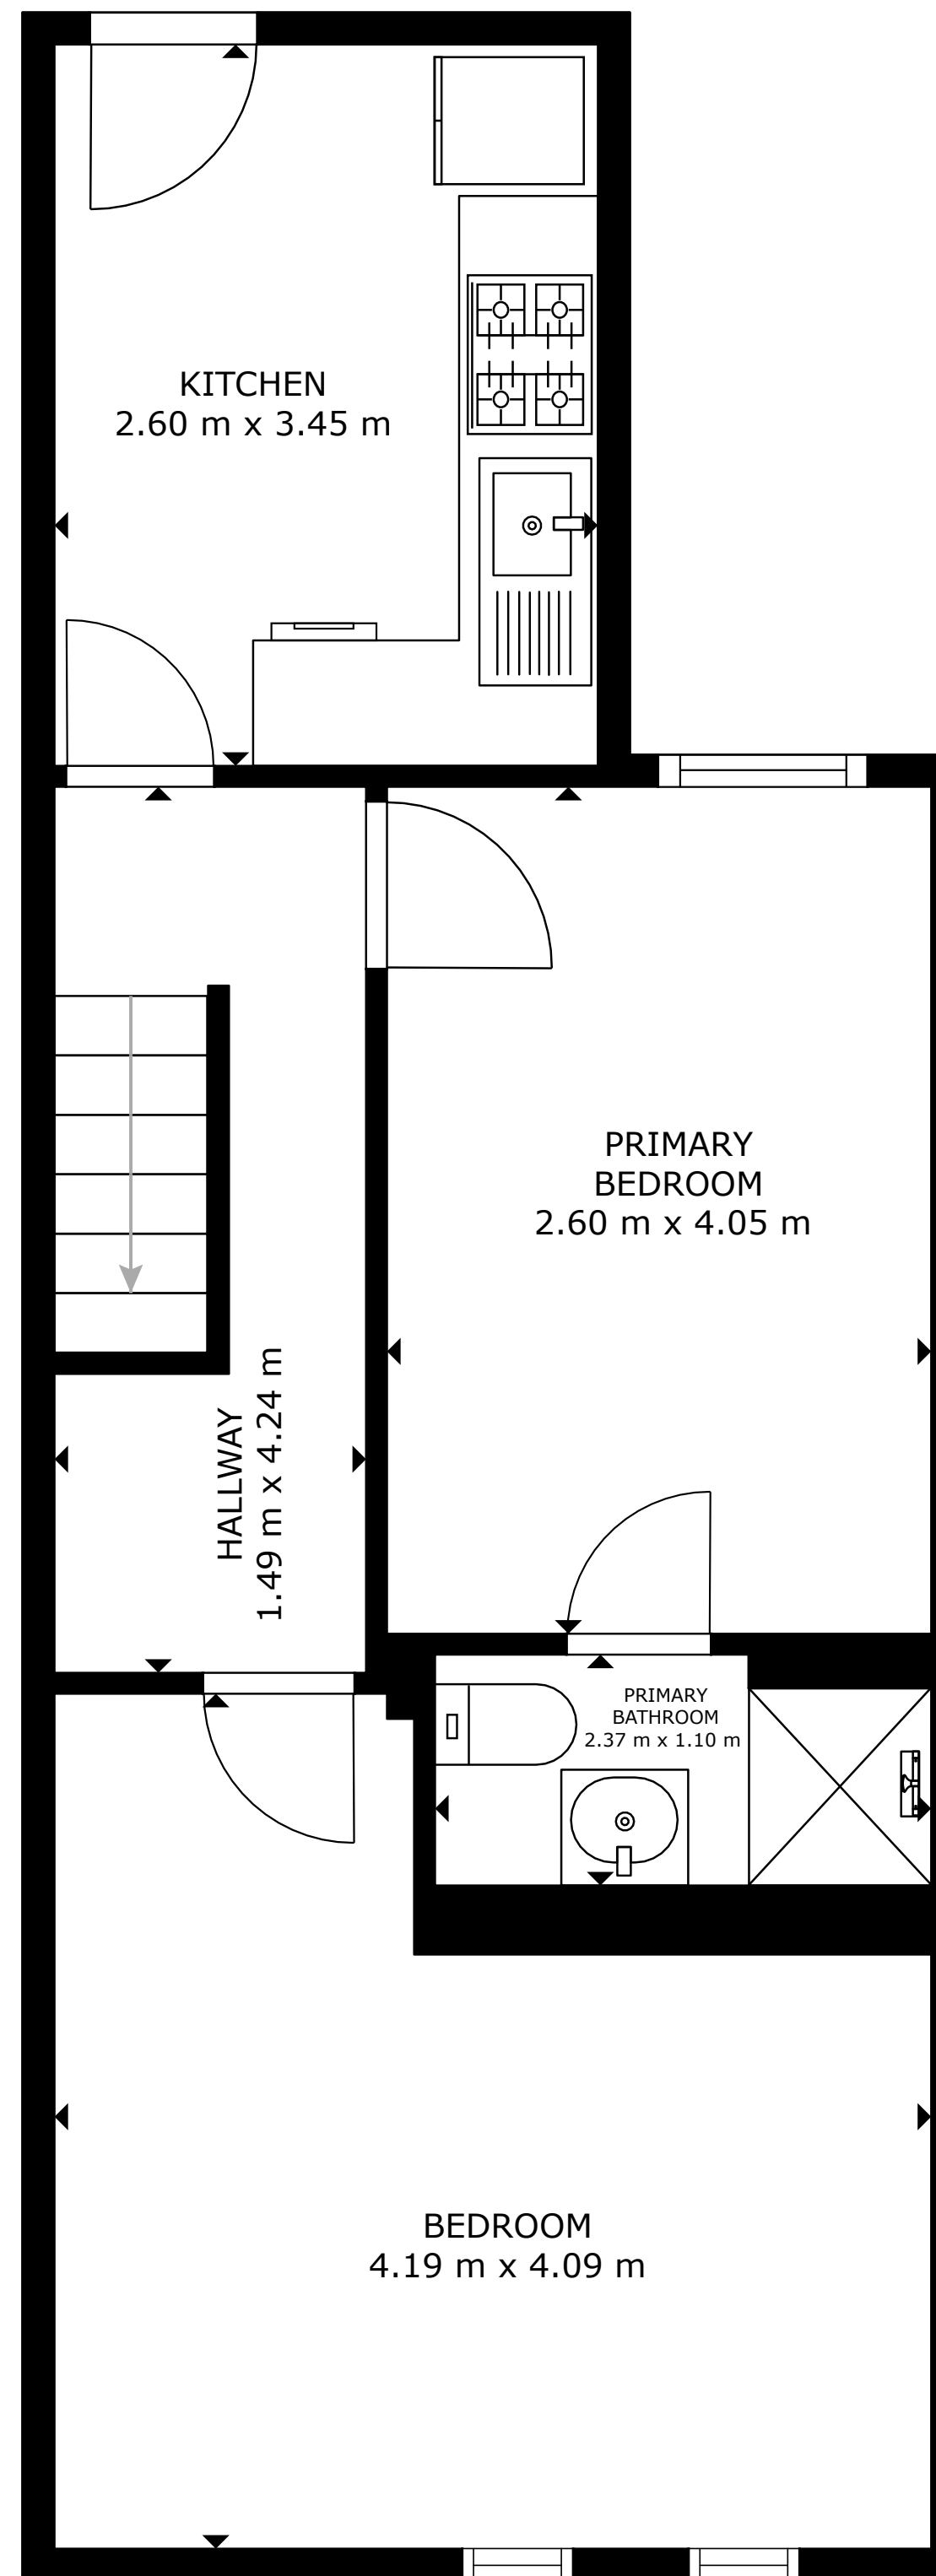 KITCHEN
2.60 m x 3.45 m
PRIMARY
BEDROOM
2.60 m x 4.05 m
HALLWAY
1.49 m x 4.24 m
PRIMARY
BATHROOM
2.37 m x 1.10 m
BEDROOM
4.19 m x 4.09 m